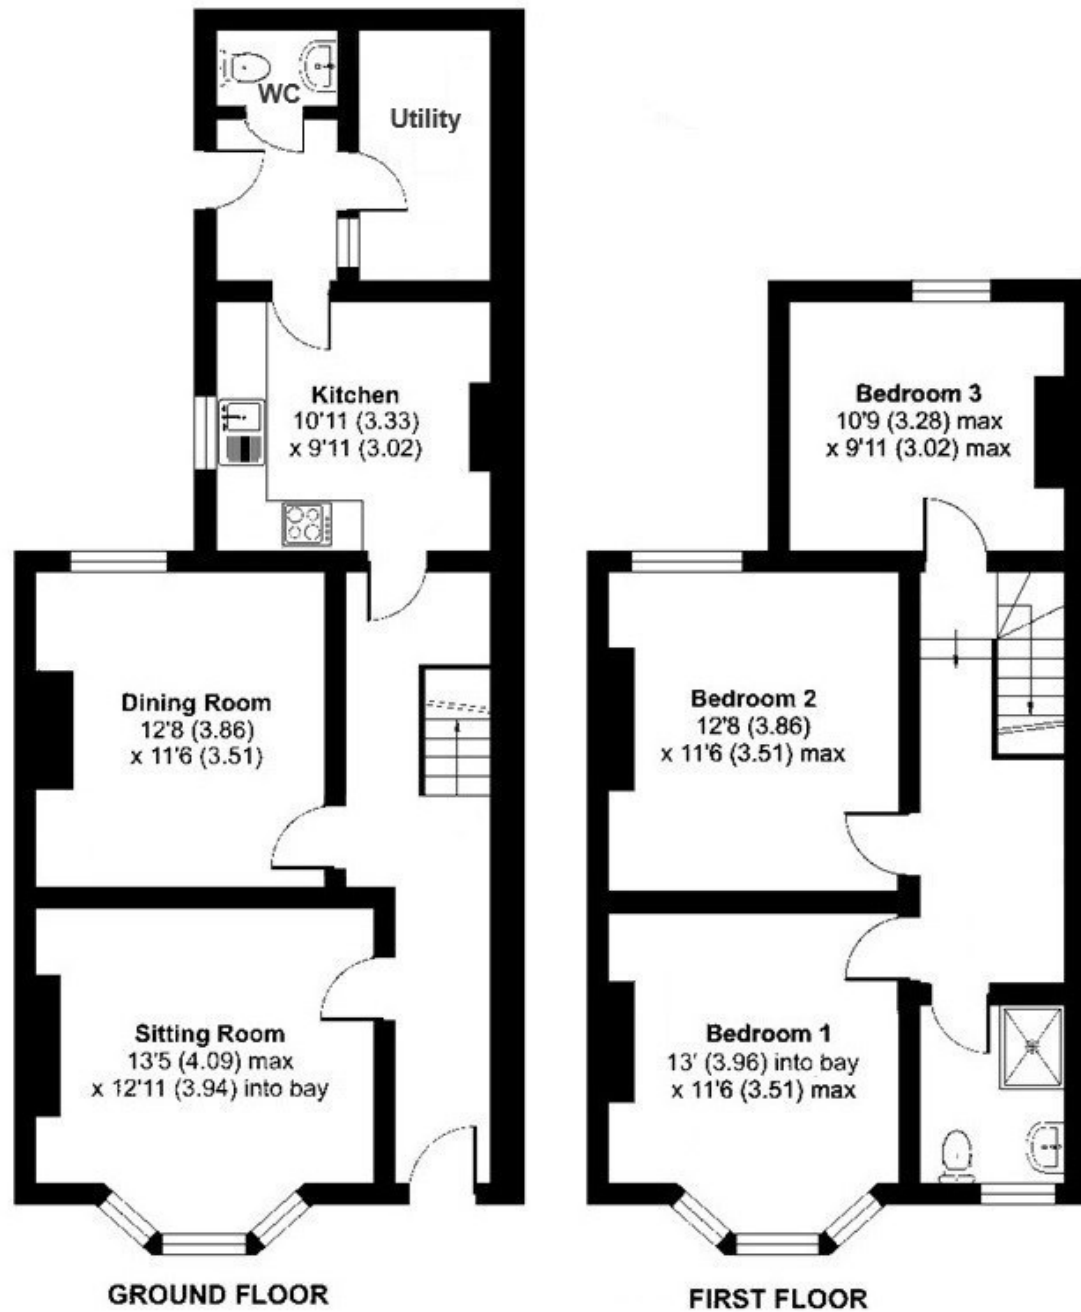 WC
Utility
Kitchen
10'11 (3.33)
x 9'11 (3.02)
Dining Room
12'8 (3.86)
x 11'6 (3.51)
Sitting Room
13'5 (4.09) max
x 12'11 (3.94) into bay
GROUND FLOOR
Bedroom 3
10'9 (3.28) max
x 9'11 (3.02) max
Bedroom 2
12'8 (3.86)
x 11'6 (3.51) max
Bedroom 1
13' (3.96) into bay
x 11'6 (3.51) max
FIRST FLOOR